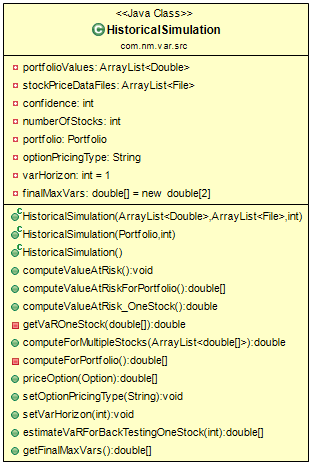 <<Java Class>>
HistoricalSimulation
com.nm.var.src
portfolioValues: ArrayList<Double>
stockPriceDataFiles: ArrayList<File>
confidence: int
numberOfStocks: int
portfolio: Portfolio
optionPricingType: String
varHorizon: int = 1
finalMaxVars: double[] = new double[2]
HistoricalSimulation(ArrayList<Double>,ArrayList<File>,int)
HistoricalSimulation(Portfolio,int)
HistoricalSimulation()
computeValueAtRisk():void
computeValueAtRiskForPortfolio():double[]
computeValueAtRisk_OneStock():double
getVaROneStock(double[]):double
computeForMultipleStocks(ArrayList<double[]>):double
computeForPortfolio():double[]
priceOption(Option):double[]
setOptionPricingType(String):void
setVarHorizon(int):void
estimateVaRForBackTestingOneStock(int):double[]
getFinalMaxVars():double[]